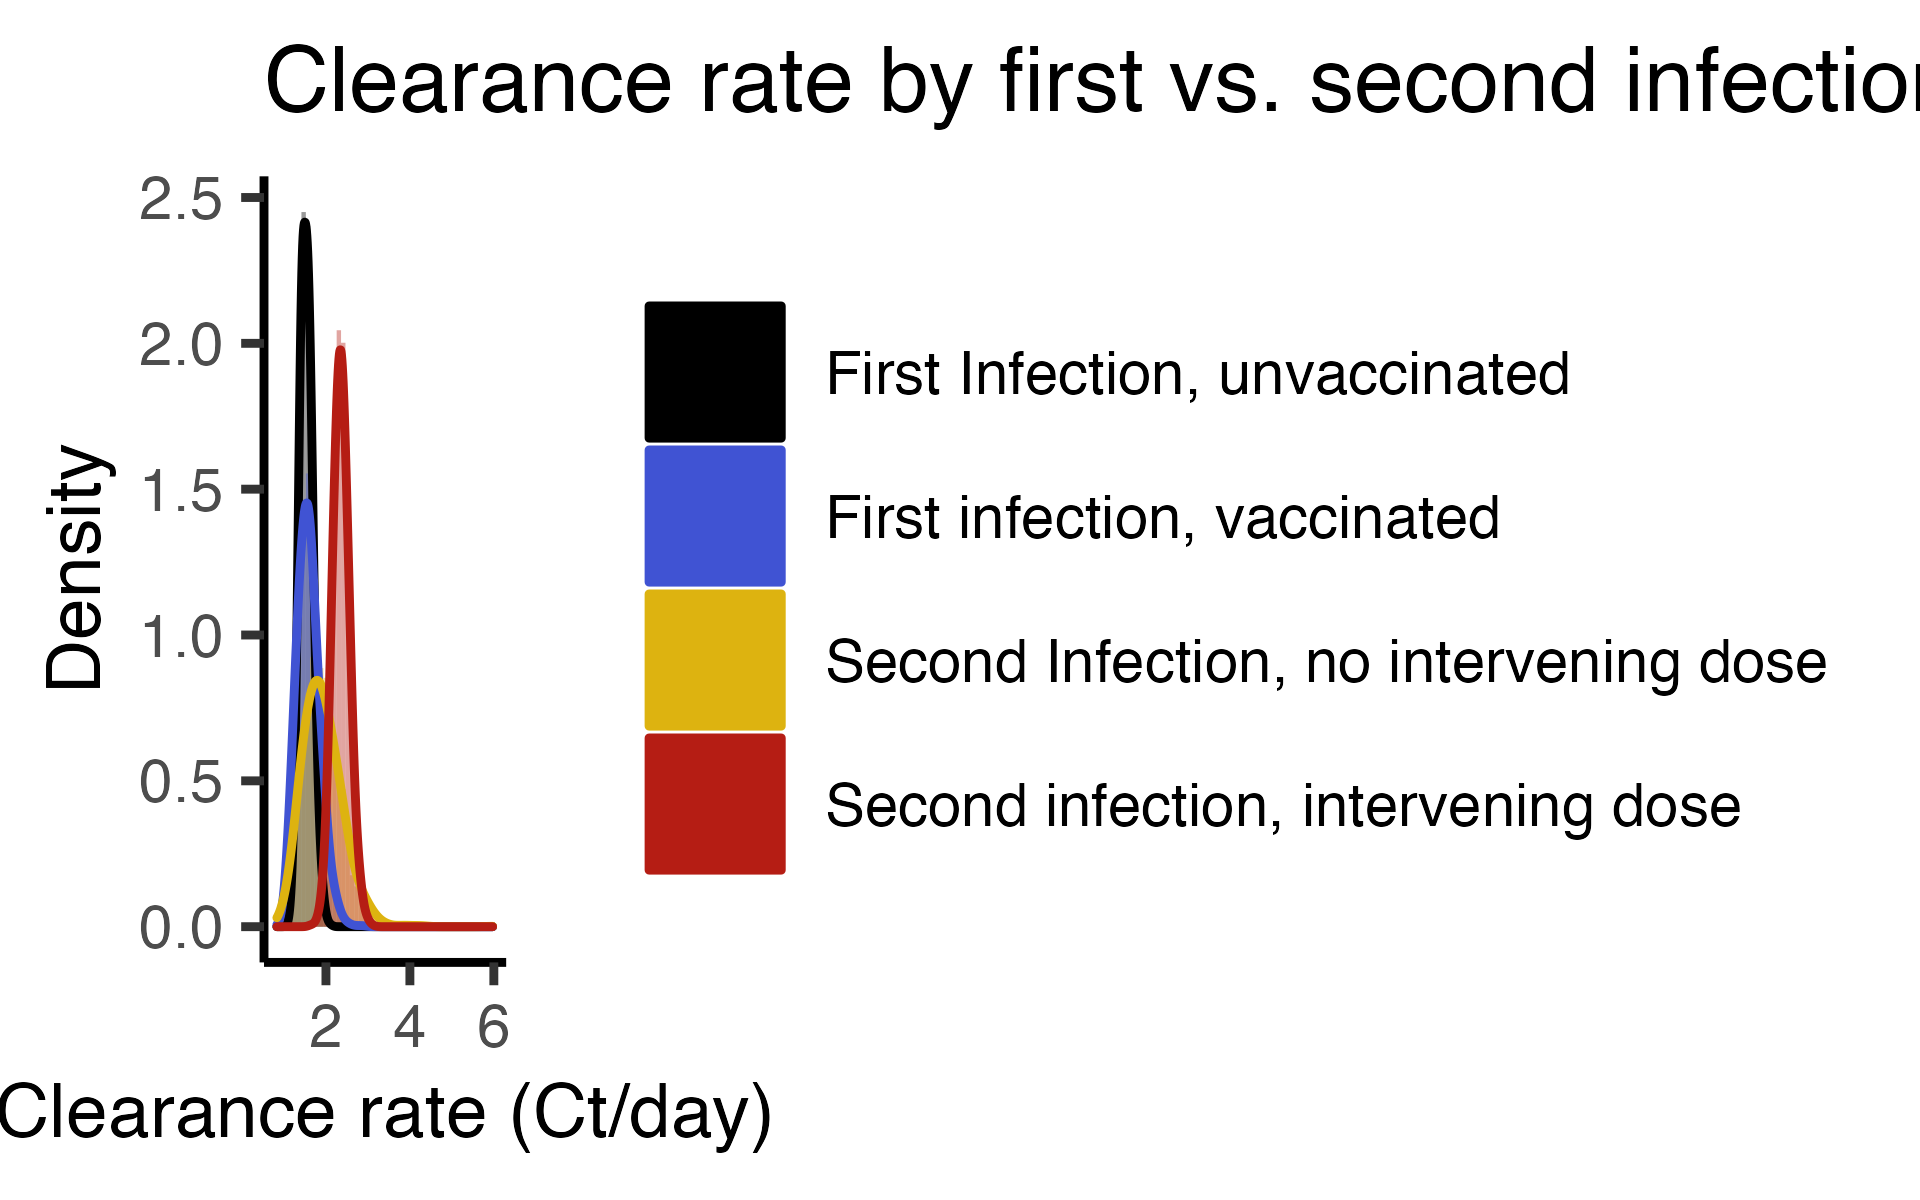 Clearance rate by first vs. second infection
2.5
2.0
1.5
1.0
0.5
0.0
Density
2 4 6
Clearance rate (Ct/day)
First Infection, unvaccinated
First infection, vaccinated
Second Infection, no intervening dose
Second infection, intervening dose